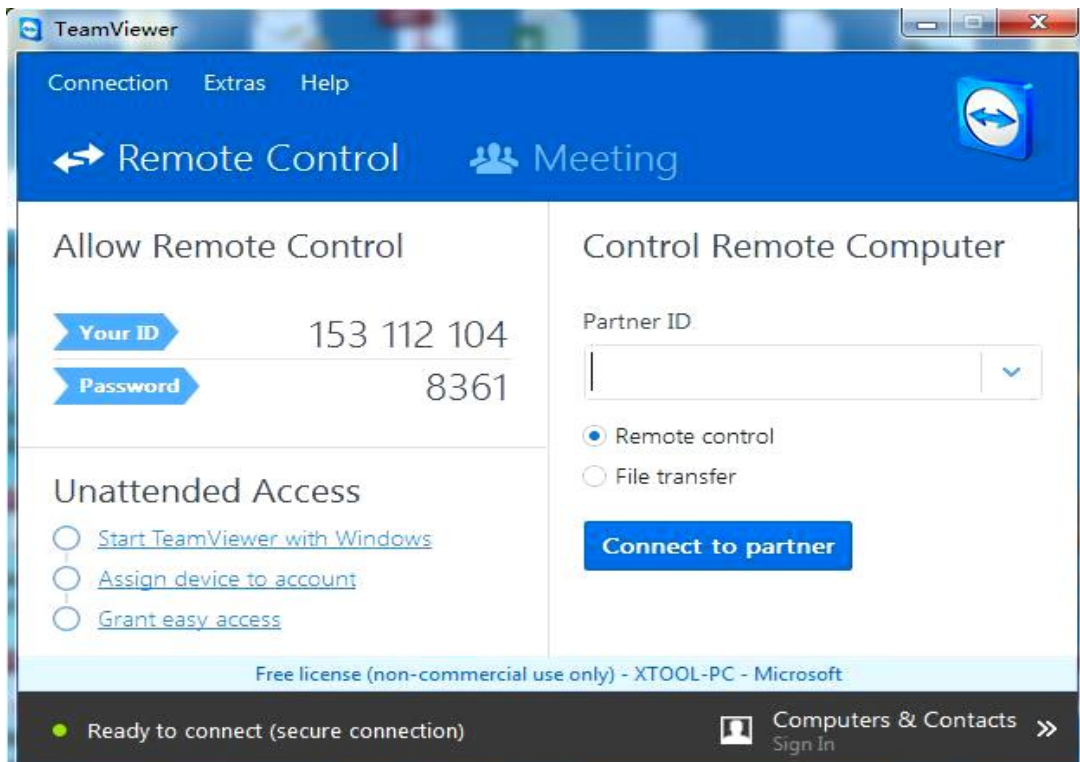 TeamViewer
Connection Extras Help
Remote Control Meeting
Allow Remote Control
Your ID 153 112 104
Password 8361
Unattended Access
Start TeamViewer with Windows
Assign device to account
Grant easy access
Control Remote Computer
Partner ID
Remote control
File transfer
Connect to partner
Free license (non-commercial use only) - XTOOL-PC - Microsoft
Ready to connect (secure connection)
Computers & Contacts
Sign In